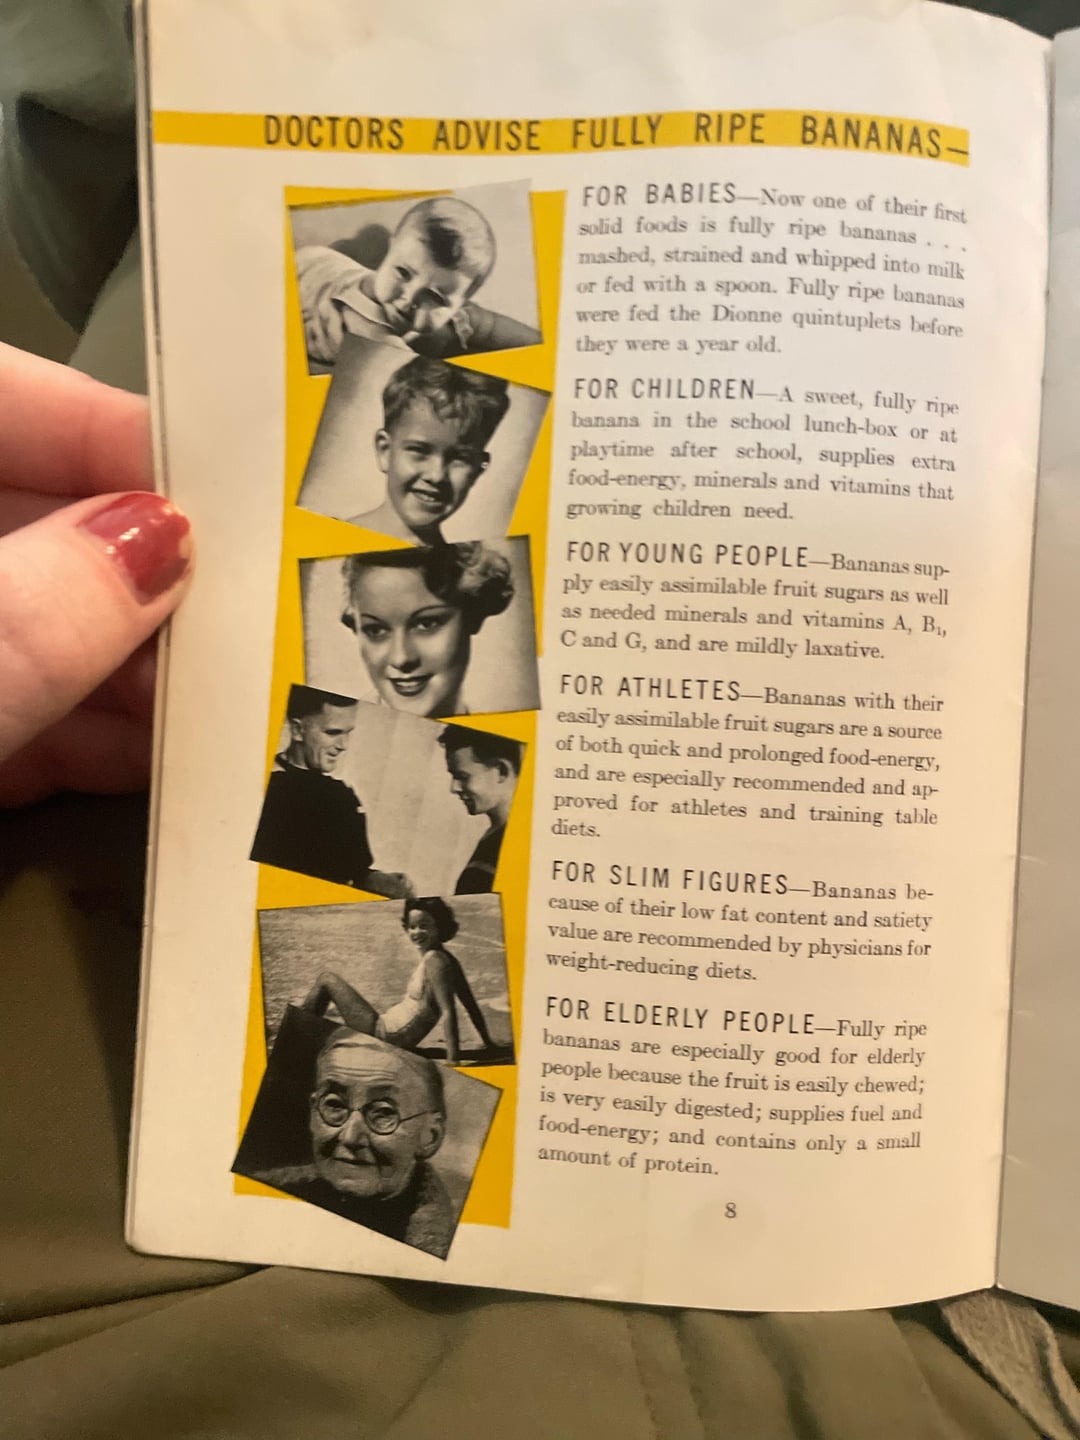 DOCTORS ADVISE FULLY RIPE BANANAS—
FOR BABIES—Now one of their first
solid foods is fully ripe bananas . . .
mashed, strained and whipped into milk
or fed with a spoon. Fully ripe bananas
were fed the Dionne quintuplets before
they were a year old.
FOR CHILDREN—A sweet, fully ripe
banana in the school lunch-box or at
playtime after school, supplies extra
food-energy, minerals and vitamins that
growing children need.
FOR YOUNG PEOPLE—Bananas sup-
ply easily assimilable fruit sugars as well
as needed minerals and vitamins A, B₁,
C and G, and are mildly laxative.
FOR ATHLETES—Bananas with their
easily assimilable fruit sugars are a source
of both quick and prolonged food-energy,
and are especially recommended and ap-
proved for athletes and training table
diets.
FOR SLIM FIGURES—Bananas be-
cause of their low fat content and satiety
value are recommended by physicians for
weight-reducing diets.
FOR ELDERLY PEOPLE—Fully ripe
bananas are especially good for elderly
people because the fruit is easily chewed;
is very easily digested; supplies fuel and
food-energy; and contains only a small
amount of protein.
8